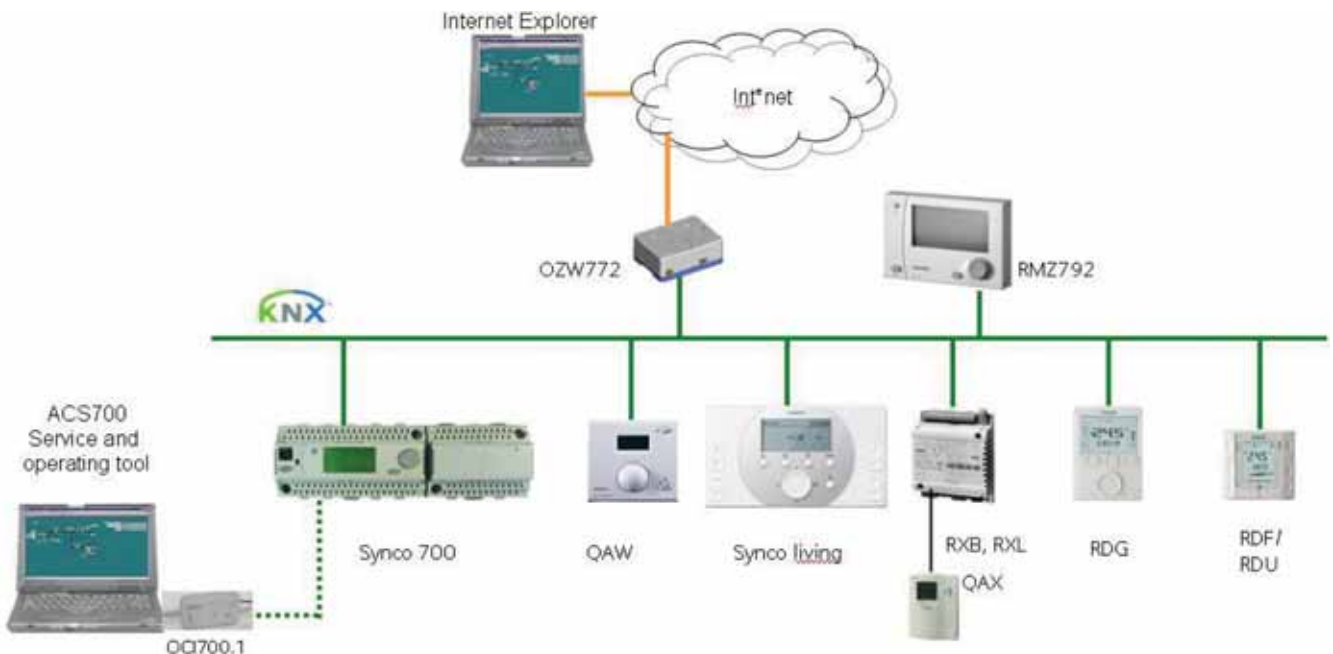 Internet Explorer
Int*net
OZW772
RMZ792
KNX
ACS700
Service and
operating tool
Synco 700
QAW
Synco living
RXB, RXL
QAX
RDG
RDF/
RDU
OCI700.1